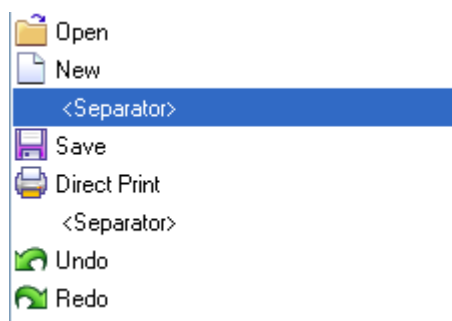 Open
New
<Separator>
Save
Direct Print
<Separator>
Undo
Redo